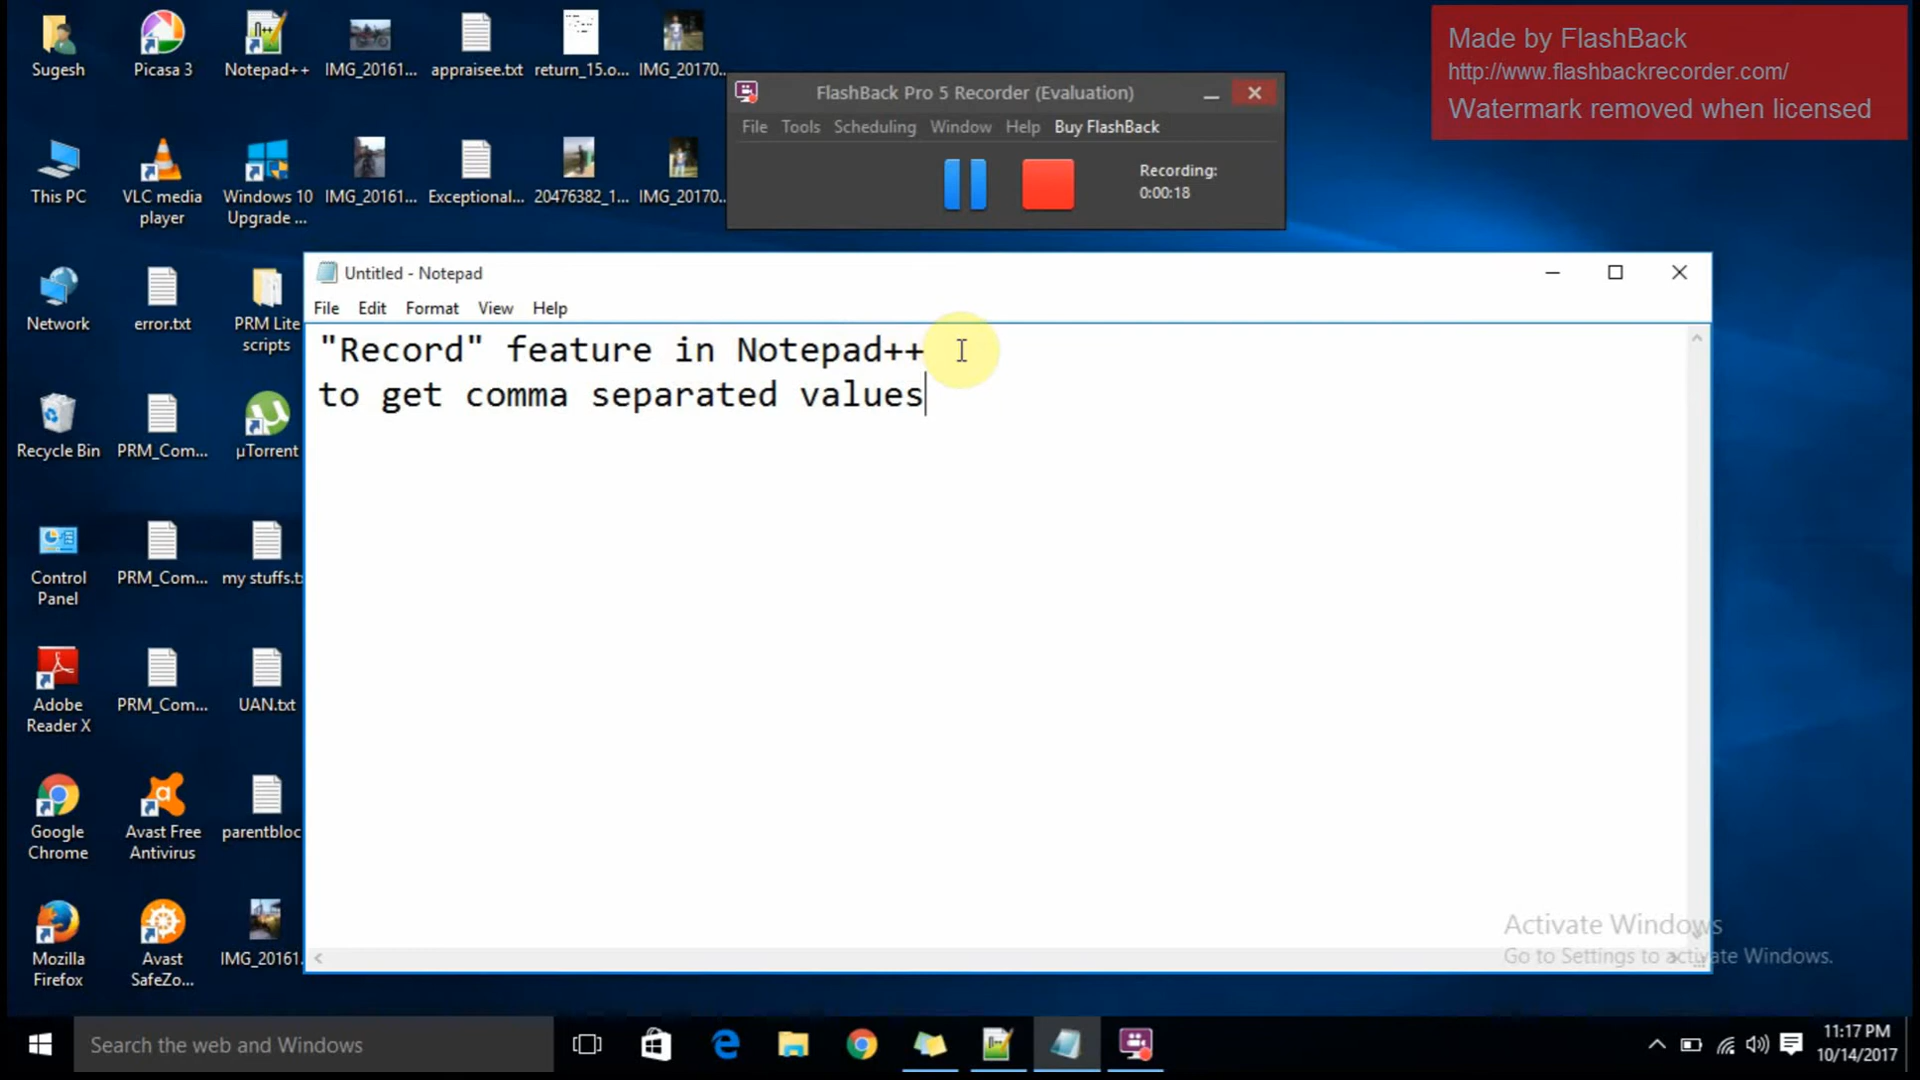 Sugesh
Picasa 3
Notepad++
IMG_20161...
appraisee.txt
return_15.o...
IMG_20170...
This PC
VLC media
player
Windows 10
Upgrade ...
IMG_20161...
Exceptional...
20476382_1...
IMG_20170...
Network
error.txt
PRM Lite
scripts
Recycle Bin
PRM_Com...
µTorrent
Control
Panel
PRM_Com...
my stuffs.t
Adobe
Reader X
PRM_Com...
UAN.txt
Google
Chrome
Avast Free
Antivirus
parentbloc
Mozilla
Firefox
Avast
SafeZo...
IMG_20161.
FlashBack Pro 5 Recorder (Evaluation)
File Tools Scheduling Window Help Buy FlashBack
Recording:
0:00:18
Made by FlashBack
http://www.flashbackrecorder.com/
Watermark removed when licensed
Untitled - Notepad
File Edit Format View Help
"Record" feature in Notepad++
to get comma separated values
Activate Windows
Go to Settings to activate Windows.
Search the web and Windows
11:17 PM
10/14/2017